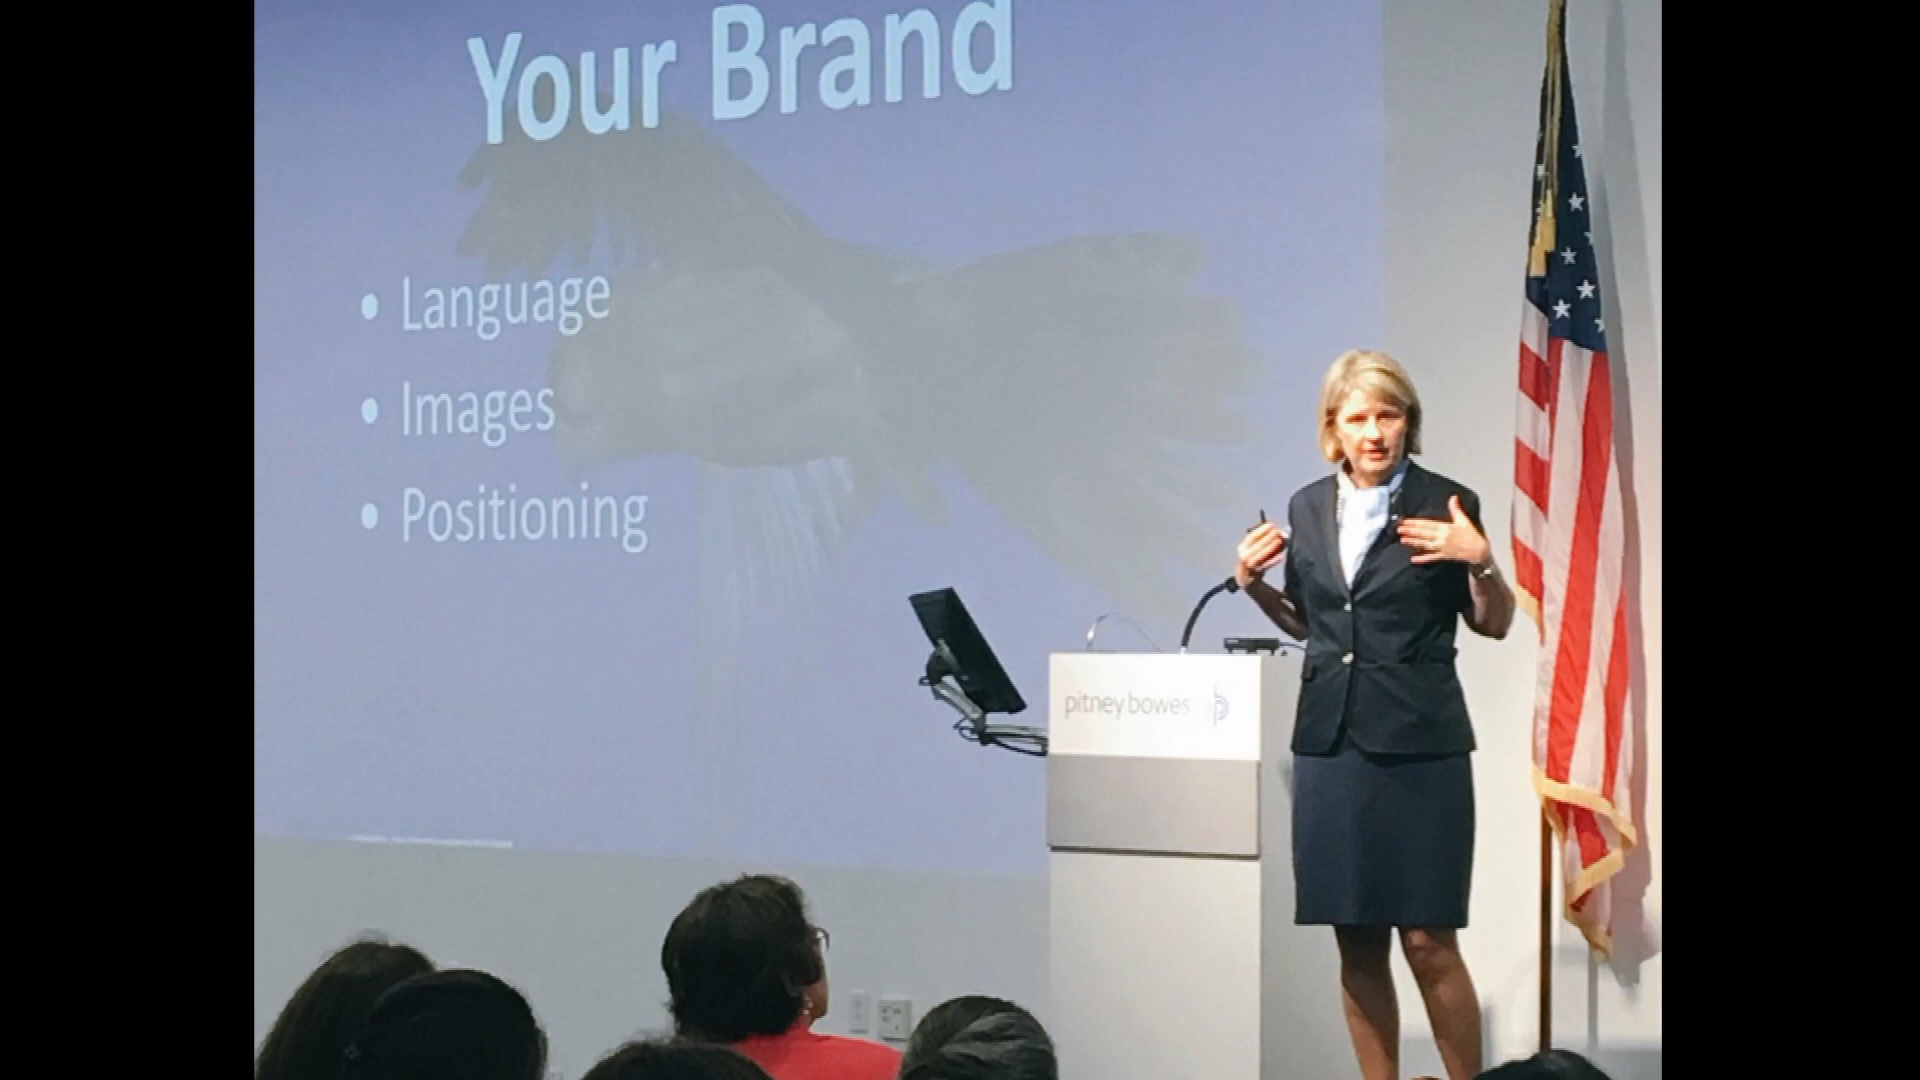 Your Brand
• Language
• Images
• Positioning
pitney bowes